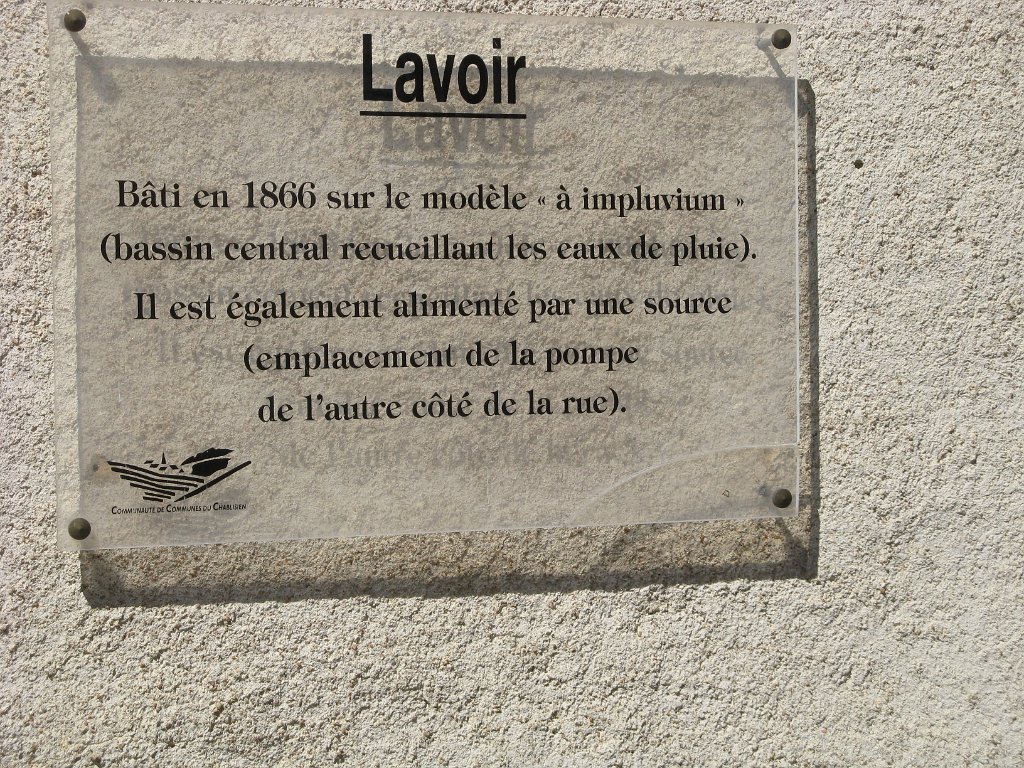 Lavoir
Bâti en 1866 sur le modèle « à impluvium »
(bassin central recueillant les eaux de pluie).
Il est également alimenté par une source
(emplacement de la pompe
de l'autre côté de la rue).
COMMUNAUTÉ DE COMMUNES DU CHABLISIEN